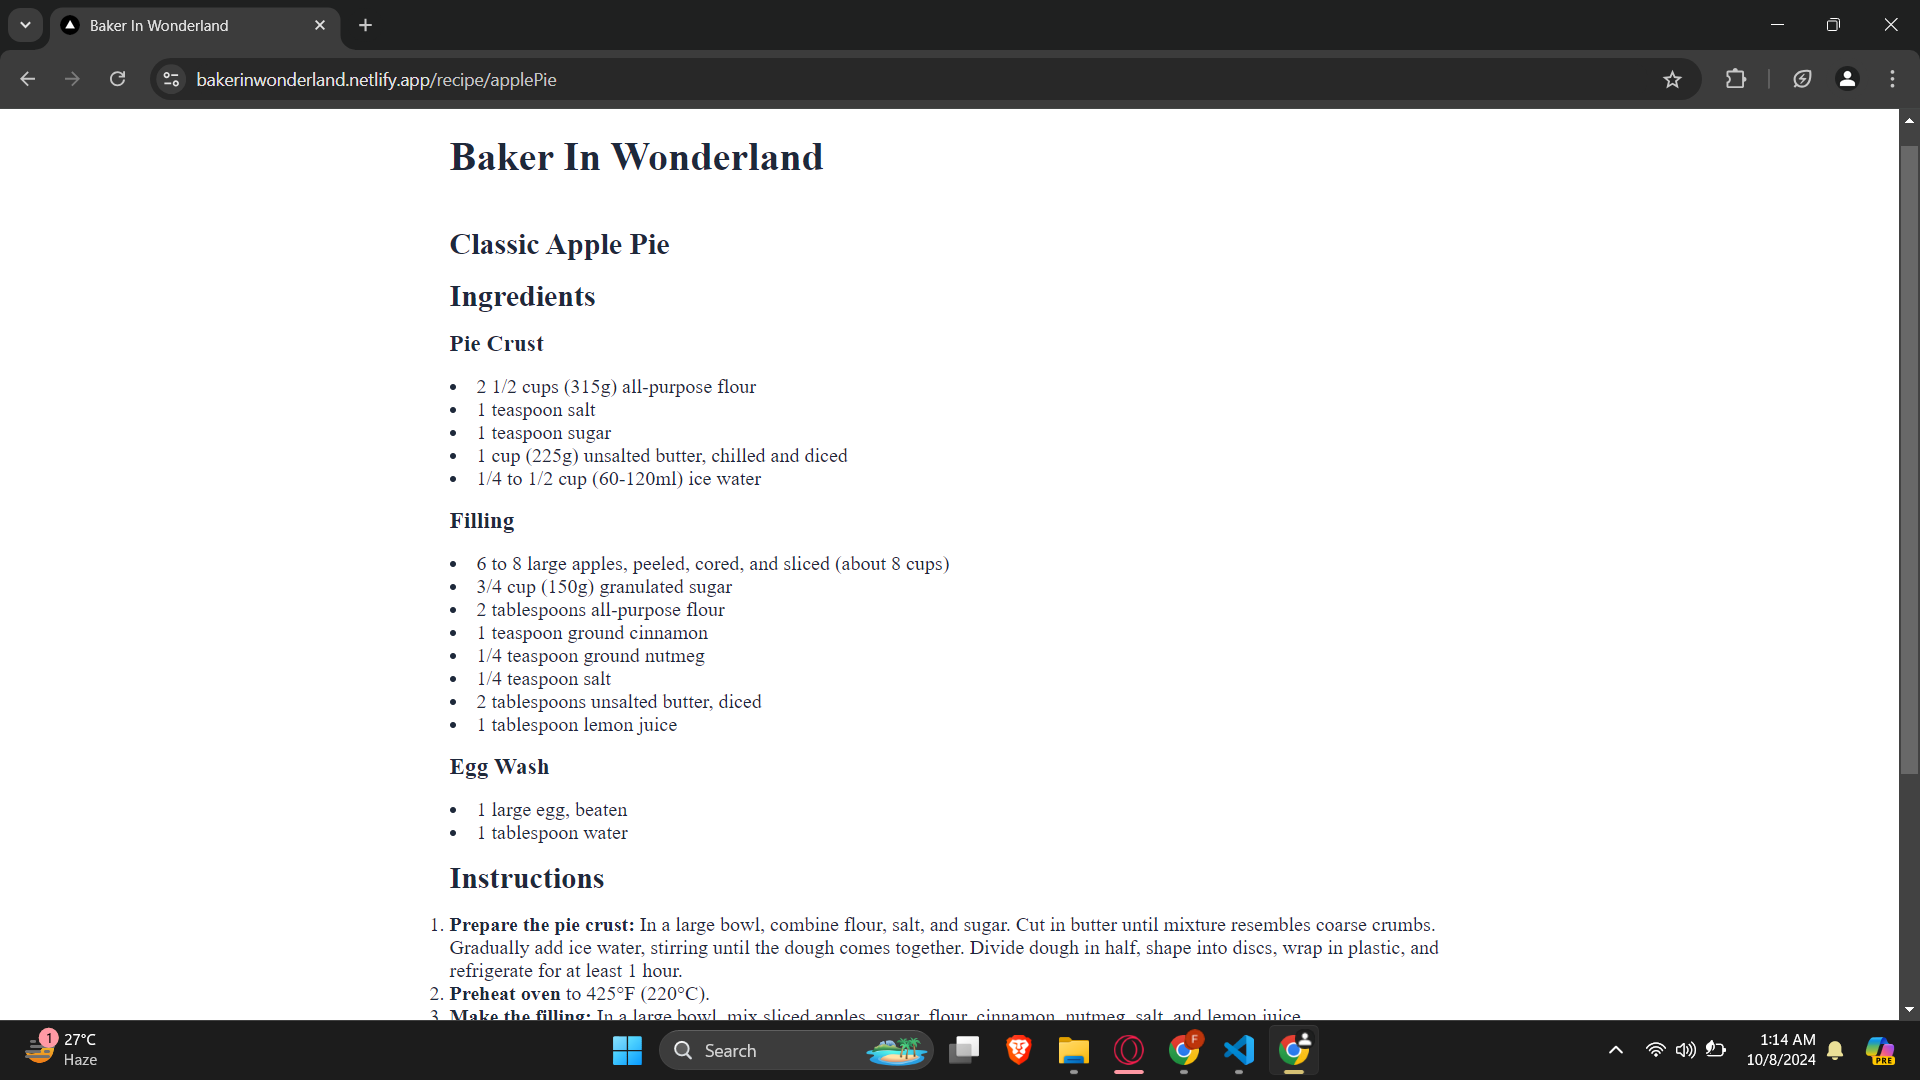 Baker In Wonderland
bakerinwonderland.netlify.app/recipe/applePie
Baker In Wonderland
Classic Apple Pie
Ingredients
Pie Crust
• 2 1/2 cups (315g) all-purpose flour
• 1 teaspoon salt
• 1 teaspoon sugar
• 1 cup (225g) unsalted butter, chilled and diced
• 1/4 to 1/2 cup (60-120ml) ice water
Filling
• 6 to 8 large apples, peeled, cored, and sliced (about 8 cups)
• 3/4 cup (150g) granulated sugar
• 2 tablespoons all-purpose flour
• 1 teaspoon ground cinnamon
• 1/4 teaspoon ground nutmeg
• 1/4 teaspoon salt
• 2 tablespoons unsalted butter, diced
• 1 tablespoon lemon juice
Egg Wash
• 1 large egg, beaten
• 1 tablespoon water
Instructions
1. Prepare the pie crust: In a large bowl, combine flour, salt, and sugar. Cut in butter until mixture resembles coarse crumbs.
Gradually add ice water, stirring until the dough comes together. Divide dough in half, shape into discs, wrap in plastic, and
refrigerate for at least 1 hour.
2. Preheat oven to 425°F (220°C).
3. Make the filling: In a large bowl, mix sliced apples, sugar, flour, cinnamon, nutmeg, salt, and lemon juice.
1
27°C
Haze
Search
F
1:14 AM
10/8/2024
PRE